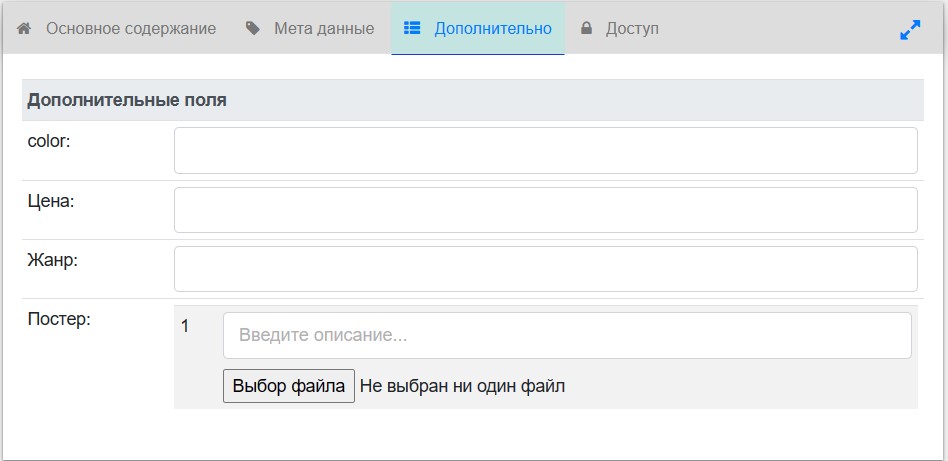 Основное содержание Мета данные Дополнительно Доступ
Дополнительные поля
color:
Цена:
Жанр:
Постер: 1 Введите описание...
Выбор файла Не выбран ни один файл